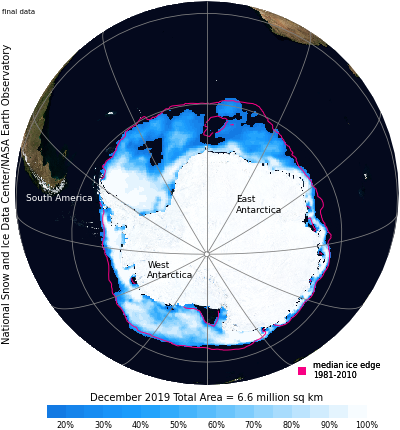 final data
National Snow and Ice Data Center/NASA Earth Observatory
South America
East
Antarctica
West
Antarctica
median ice edge
1981-2010
December 2019 Total Area = 6.6 million sq km
20% 30% 40% 50% 60% 70% 80% 90% 100%